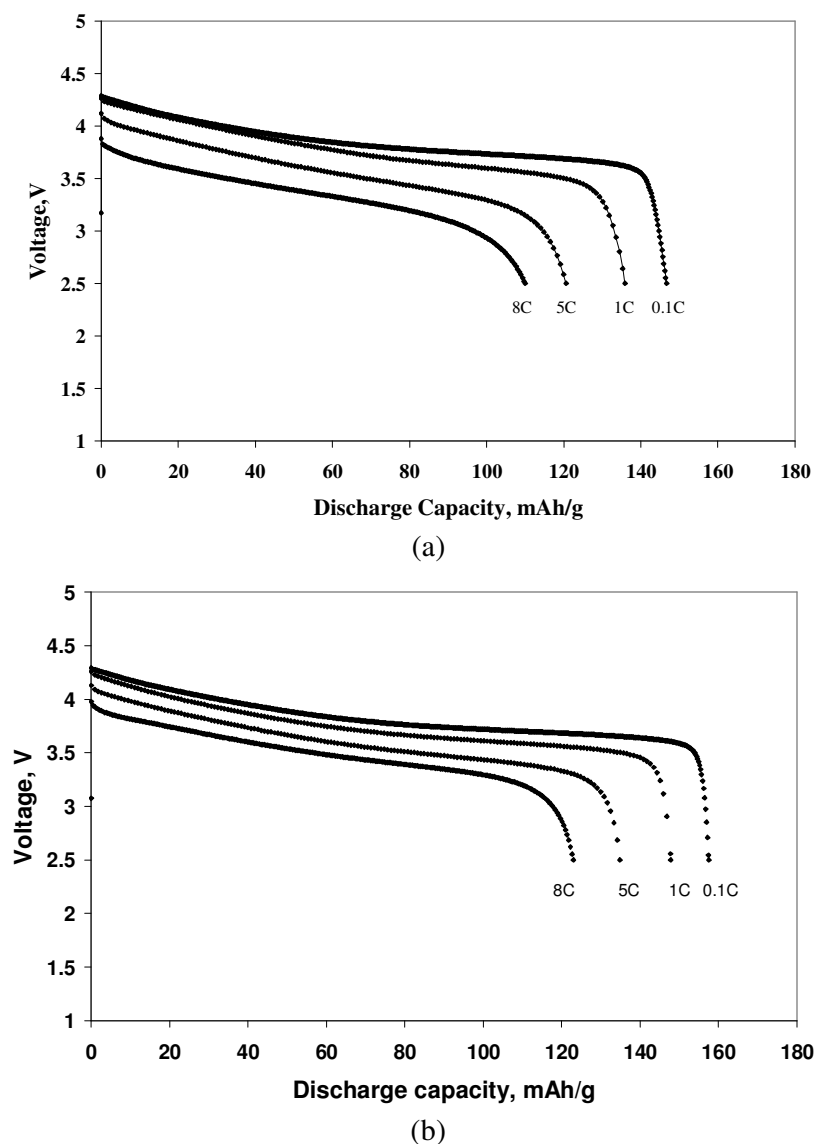 5
4.5
4
3.5
3
2.5
2
1.5
1
Voltage,V
8C 5C 1C 0.1C
0 20 40 60 80 100 120 140 160 180
Discharge Capacity, mAh/g
(a)
5
4.5
4
3.5
3
2.5
2
1.5
1
Voltage, V
8C 5C 1C 0.1C
0 20 40 60 80 100 120 140 160 180
Discharge capacity, mAh/g
(b)